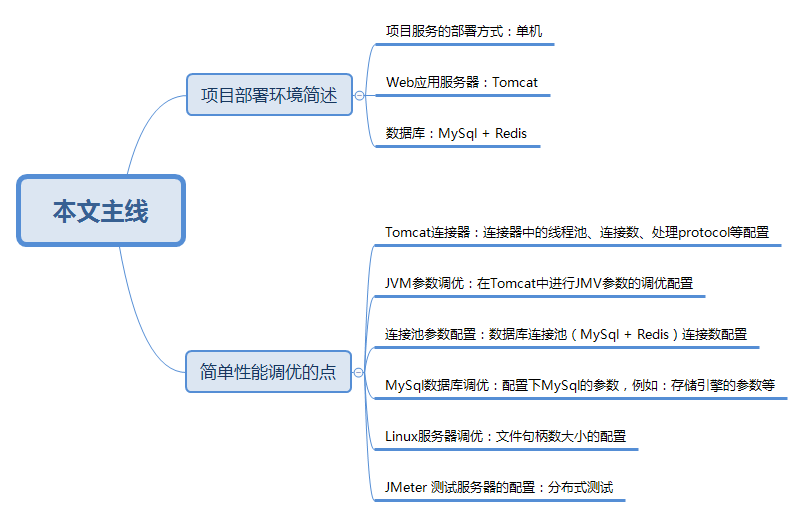 本文主线
项目部署环境简述
项目服务的部署方式：单机
Web应用服务器：Tomcat
数据库：MySql + Redis
简单性能调优的点
Tomcat连接器：连接器中的线程池、连接数、处理protocol等配置
JVM参数调优：在Tomcat中进行JMV参数的调优配置
连接池参数配置：数据库连接池（MySql + Redis）连接数配置
MySql数据库调优：配置下MySql的参数，例如：存储引擎的参数等
Linux服务器调优：文件句柄数大小的配置
JMeter 测试服务器的配置：分布式测试